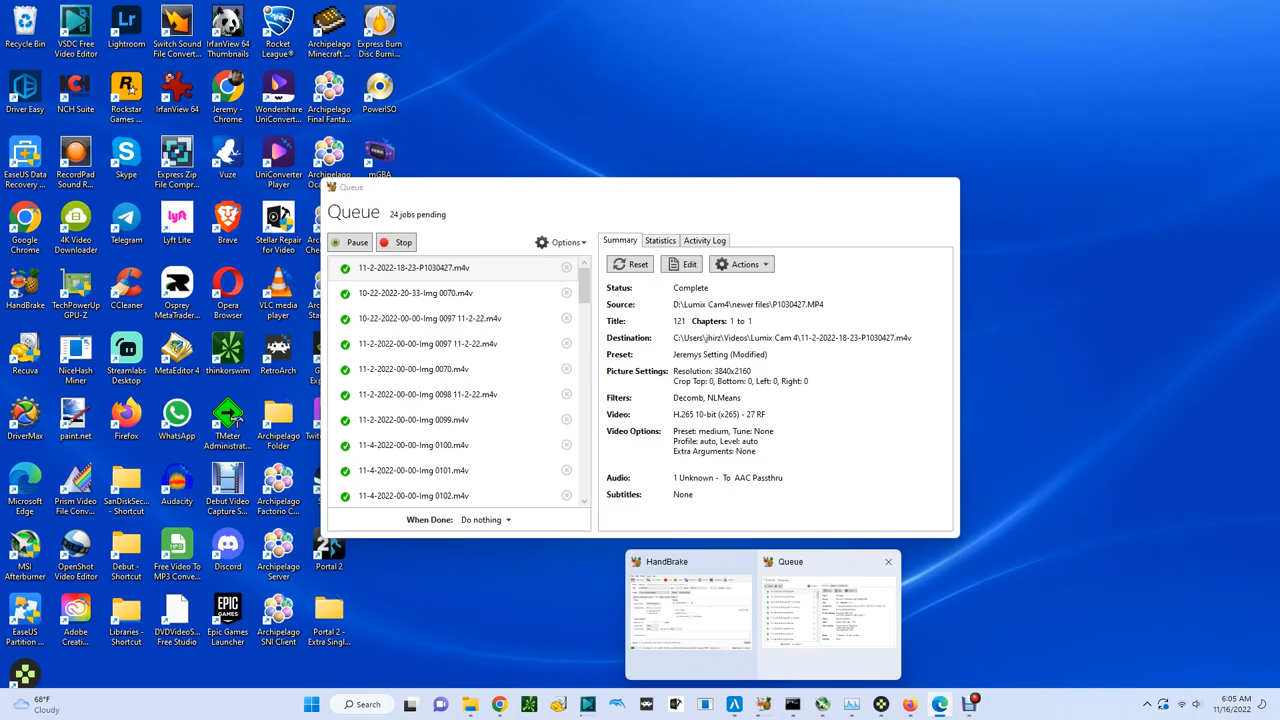 Recycle Bin
VSDC Free Video Editor
Lightroom
Switch Sound File Convert...
IrfanView 64 Thumbnails
Rocket League®
Archipelago Minecraft ...
Express Burn Disc Burni...
Driver Easy
NCH Suite
Rockstar Games ...
IrfanView 64
Jeremy - Chrome
Wondershare UniConvert...
Archipelago Final Fantas...
PowerISO
EaseUS Data Recovery ...
RecordPad Sound R...
Skype
Express Zip File Compr...
Vuze
UniConverter Player
Archipelago Ocar...
mGBA
Google Chrome
4K Video Downloader
Telegram
Lyft Lite
Brave
Stellar Repair for Video
HandBrake
TechPowerUp GPU-Z
CCleaner
Osprey MetaTrader...
Opera Browser
VLC media player
Recuva
NiceHash Miner
Streamlabs Desktop
MetaEditor 4
thinkorswim
RetroArch
DriverMax
paint.net
Firefox
WhatsApp
TMeter Administrat...
Archipelago Folder
Microsoft Edge
Prism Video File Conv...
SanDiskSec... - Shortcut
Audacity
Debut Video Capture S...
Archipelago Factorio C...
MSI Afterburner
OpenShot Video Editor
Debut - Shortcut
Free Video To MP3 Conve...
Discord
Archipelago Server
Portal 2
EaseUS Partition ...
DVDVideoS... Free Studio
Epic Games Launcher
Queue
Queue 24 jobs pending
Pause Stop Options
11-2-2022-18-23-P1030427.m4v
10-22-2022-20-33-Img 0070.m4v
10-22-2022-00-Img 0097 11-2-22.m4v
11-2-2022-00-00-Img 0097 11-2-22.m4v
11-2-2022-00-Img 0070.m4v
11-2-2022-00-00-Img 0098 11-2-22.m4v
11-2-2022-00-00-Img 0099.m4v
11-4-2022-00-00-Img 0100.m4v
11-4-2022-00-00-Img 0101.m4v
11-4-2022-00-00-Img 0102.m4v
When Done: Do nothing
Summary Statistics Activity Log
Reset Edit Actions
Status: Complete
Source: D:\Lumix Cam4\newer files\P1030427.MP4
Title: 121 Chapters: 1 to 1
Destination: C:\Users\jhirz\Videos\Lumix Cam 4\11-2-2022-18-23-P1030427.m4v
Preset: Jeremys Setting (Modified)
Picture Settings: Resolution: 3840x2160
Crop Top: 0, Bottom: 0, Left: 0, Right: 0
Filters: Decomb, NLMeans
Video: H.265 10-bit (x265) - 27 RF
Video Options: Preset: medium, Tune: None
Profile: auto, Level: auto
Extra Arguments: None
Audio: 1 Unknown - To AAC Passthru
Subtitles: None
HandBrake Queue
Cloudy
Search
6:05 AM
11/16/2022